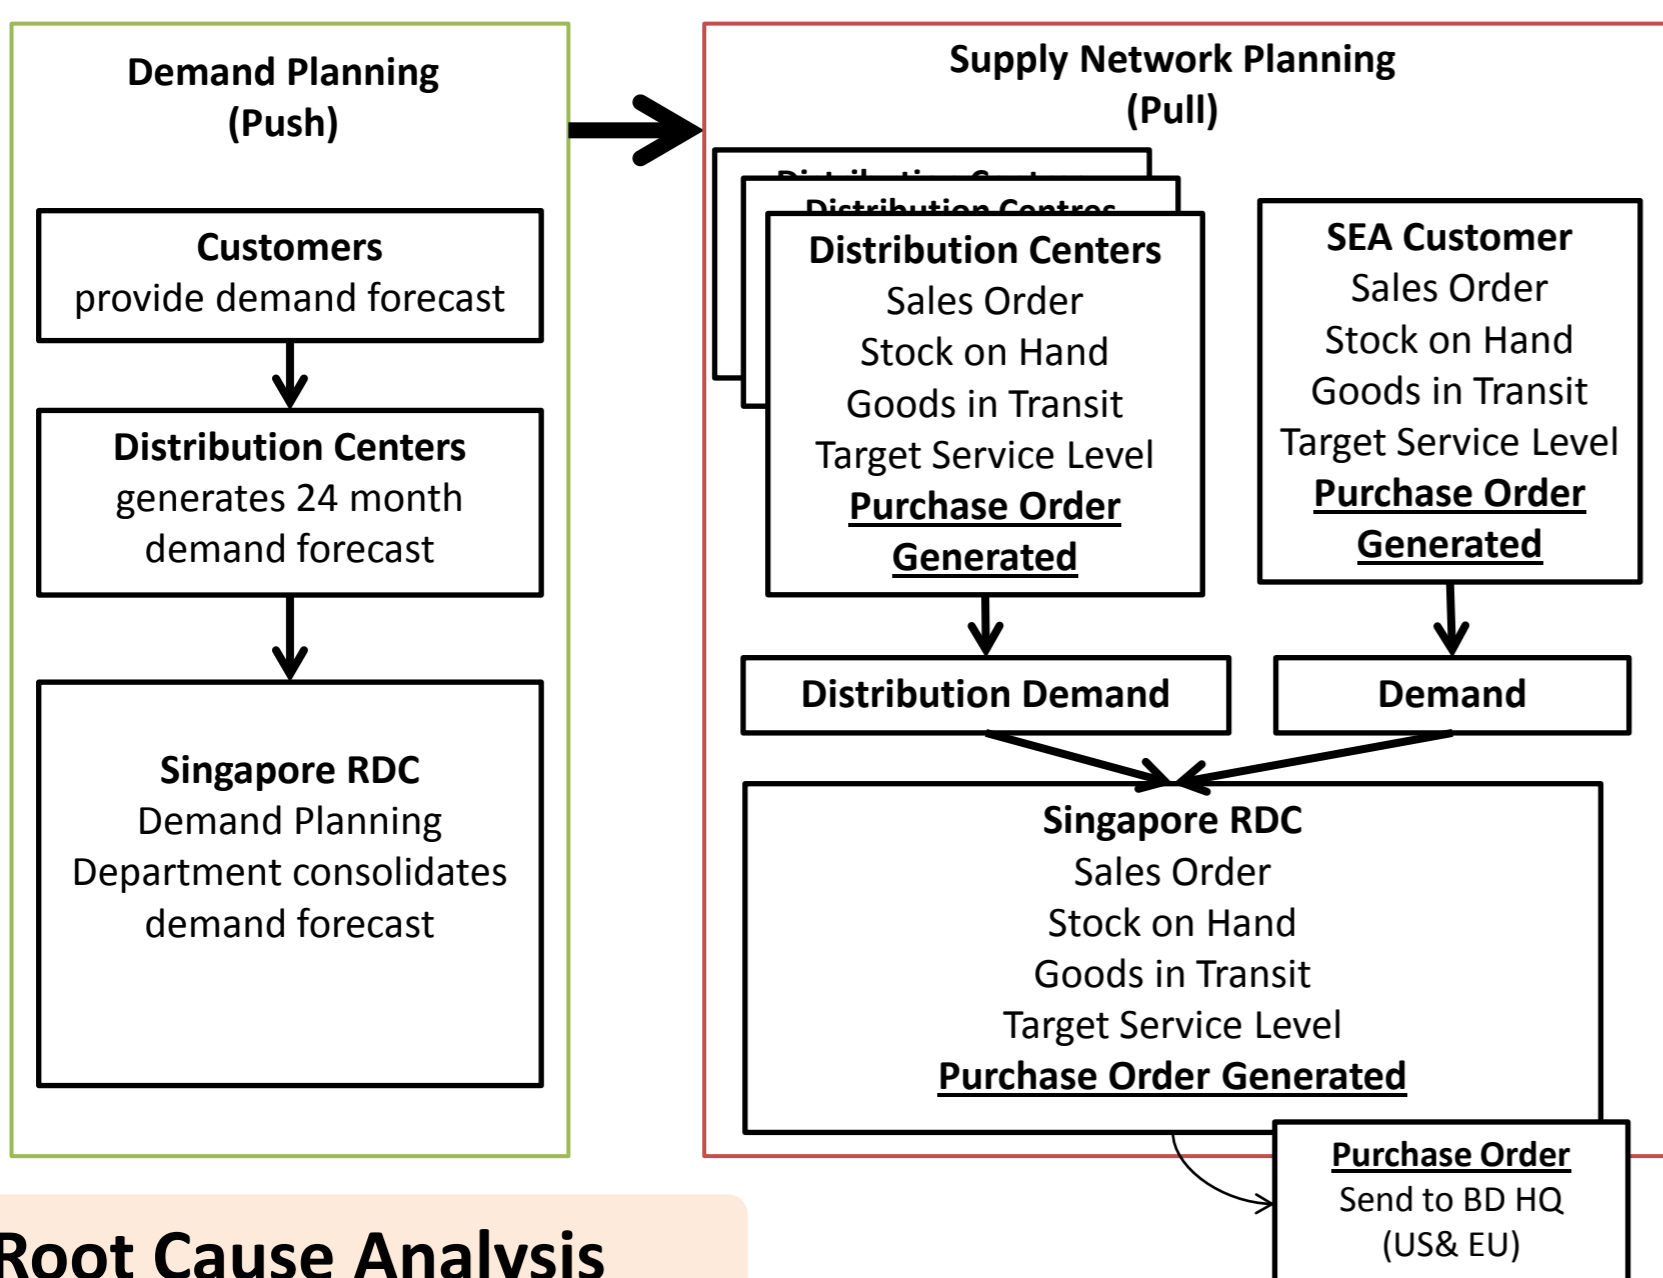 Demand Planning
(Push)
Customers
provide demand forecast
Distribution Centers
generates 24 month
demand forecast
Singapore RDC
Demand Planning
Department consolidates
demand forecast
Supply Network Planning
(Pull)
Distribution Centres
Distribution Centers
Sales Order
Stock on Hand
Goods in Transit
Target Service Level
Purchase Order
Generated
SEA Customer
Sales Order
Stock on Hand
Goods in Transit
Target Service Level
Purchase Order
Generated
Distribution Demand
Demand
Singapore RDC
Sales Order
Stock on Hand
Goods in Transit
Target Service Level
Purchase Order Generated
Purchase Order
Send to BD HQ
(US& EU)
Root Cause Analysis